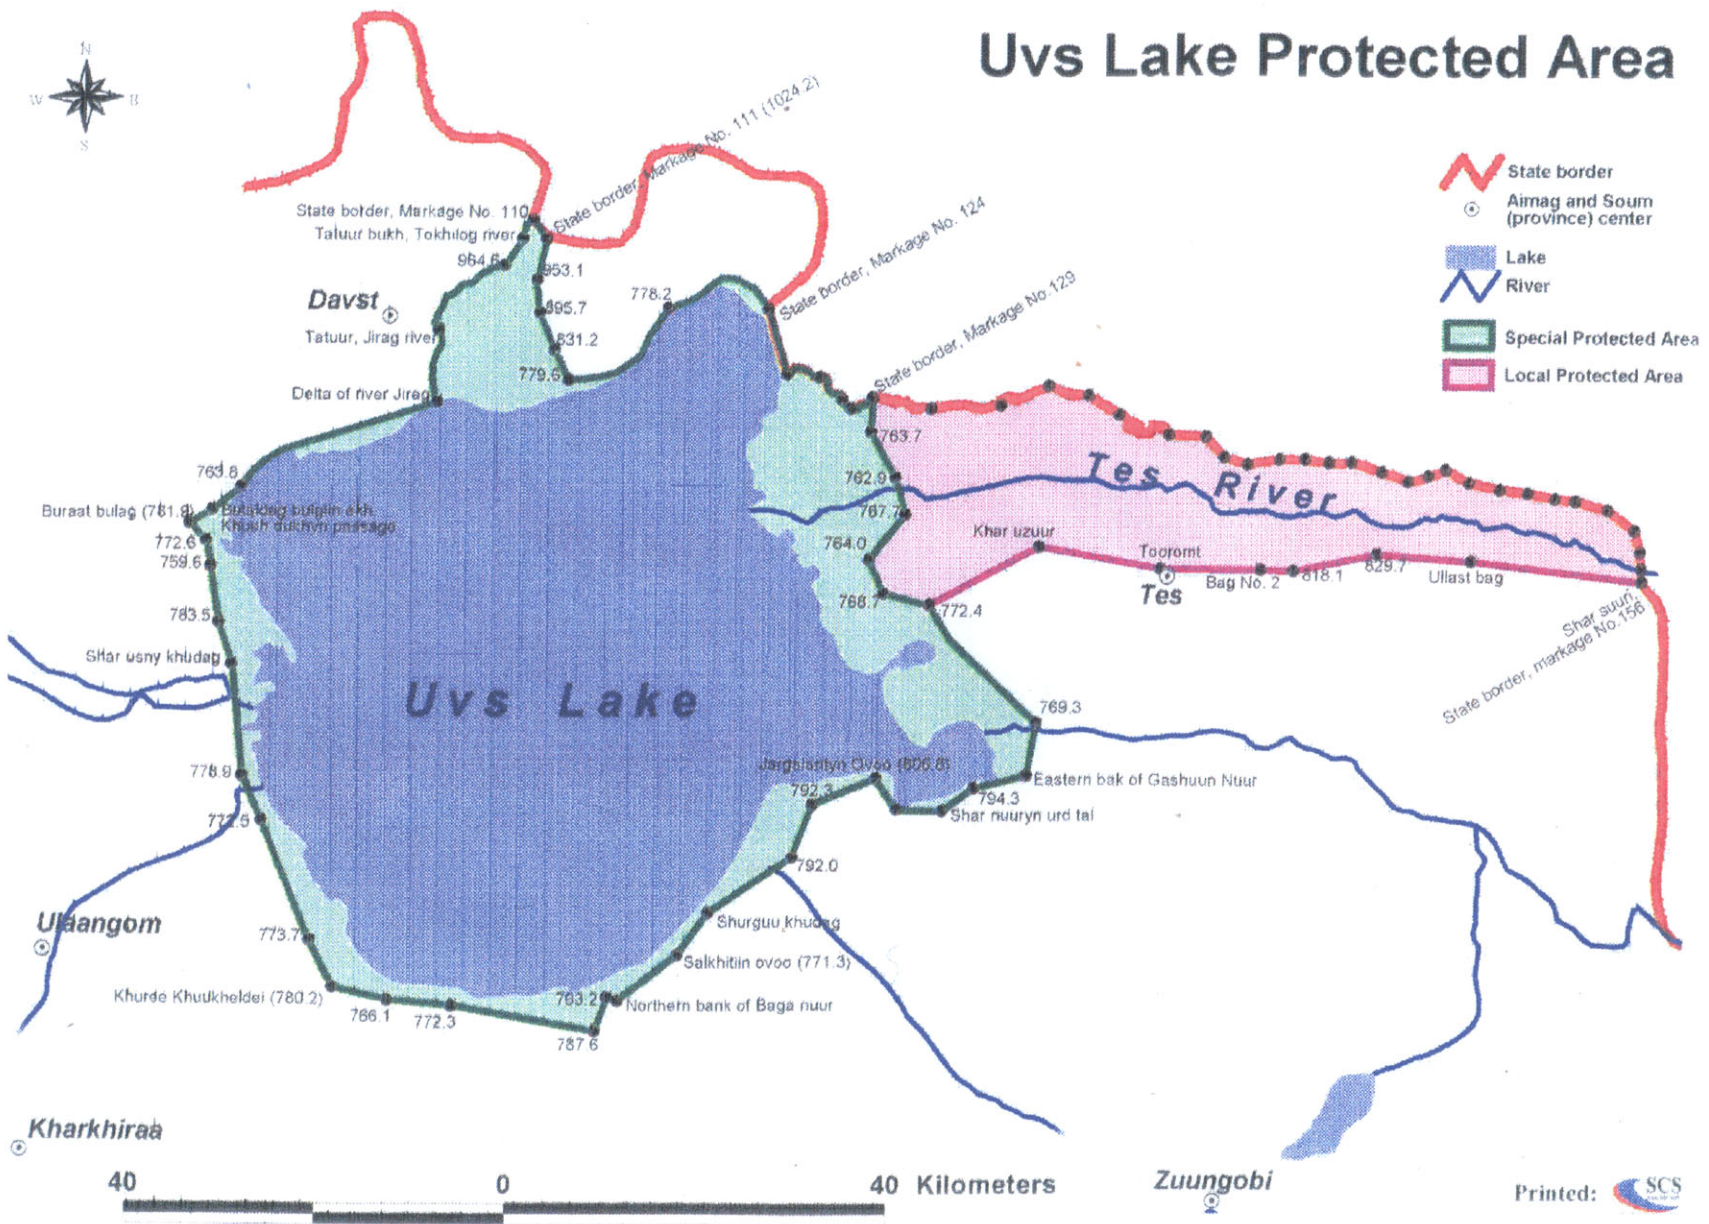 Uvs Lake Protected Area
N
W
S
State border
Aimag and Soum
(province) center
Lake
River
Special Protected Area
Local Protected Area
State border, Markage No. 111 (1024.2)
State border, Markage No. 110
Tatuur bukh, Tokhilog river
964.6
953.1
State border, Markage No. 124
778.2
895.7
Davst
Tatuur, Jirag river
831.2
State border, Markage No.129
779.6
Delta of river Jirag
763.7
763.8
762.9
Tes River
Buraat bulag (781.9)
767.7
772.6
764.0
Khar uzuur
Tooromt
759.6
829.7
818.1
Bag No. 2
Ullast bag
Tes
768.7
772.4
783.5
Shar suuri,
State border, markage No.156
Shar usny khudag
Uvs Lake
769.3
778.9
Jargalantyn Ovoo (806.8)
Eastern bak of Gashuun Nuur
792.3
794.3
Shar nuuryn urd tal
772.5
792.0
Ulaangom
Shurguu khudag
773.7
Salkhitiin ovoo (771.3)
Khurde Khuukheldei (780.2)
763.2
Northern bank of Baga nuur
766.1
772.3
787.6
Kharkhiraa
40 0 40 Kilometers
Zuungobi
Printed:
SCS